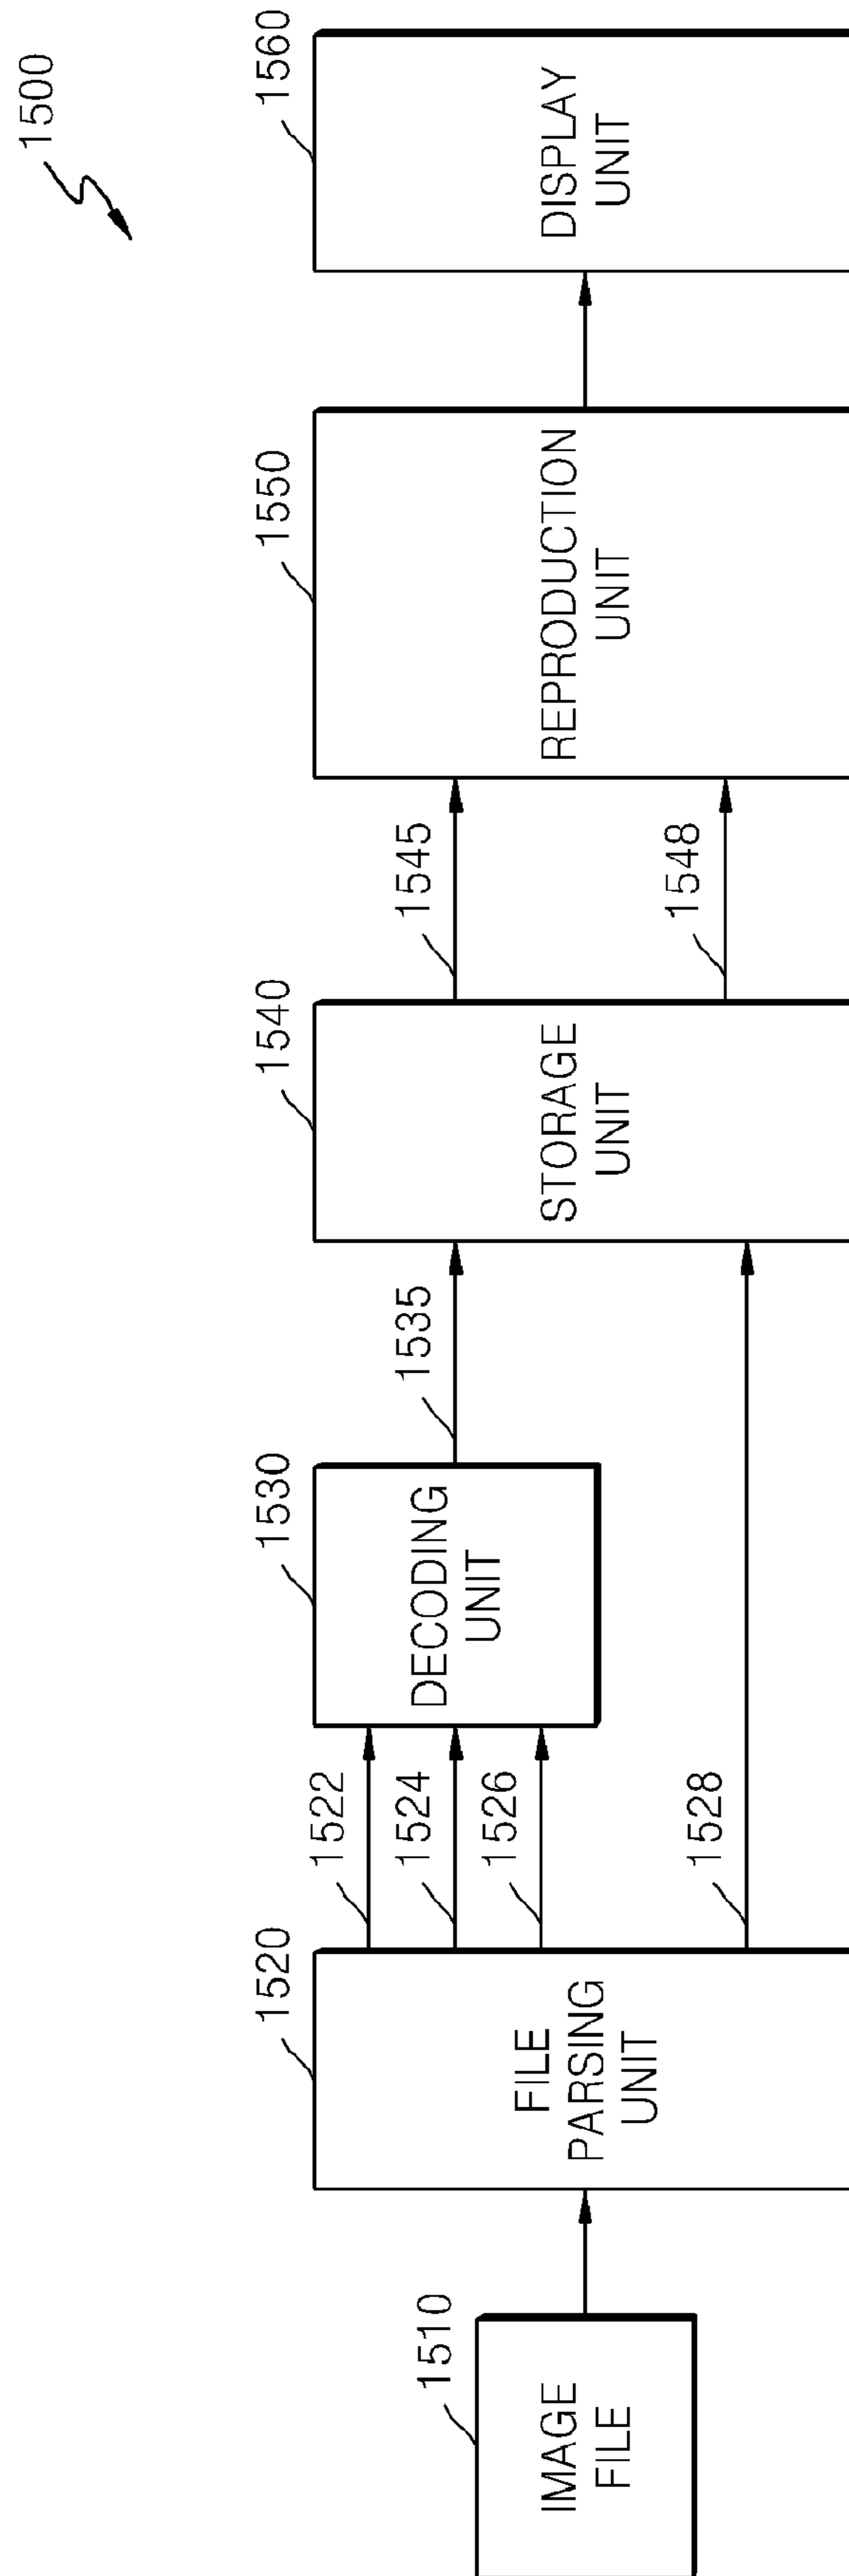 1500
1510
IMAGE
FILE
1520
FILE
PARSING
UNIT
1522
1524
1526
1528
1530
DECODING
UNIT
1535
1540
STORAGE
UNIT
1545
1548
1550
REPRODUCTION
UNIT
1560
DISPLAY
UNIT